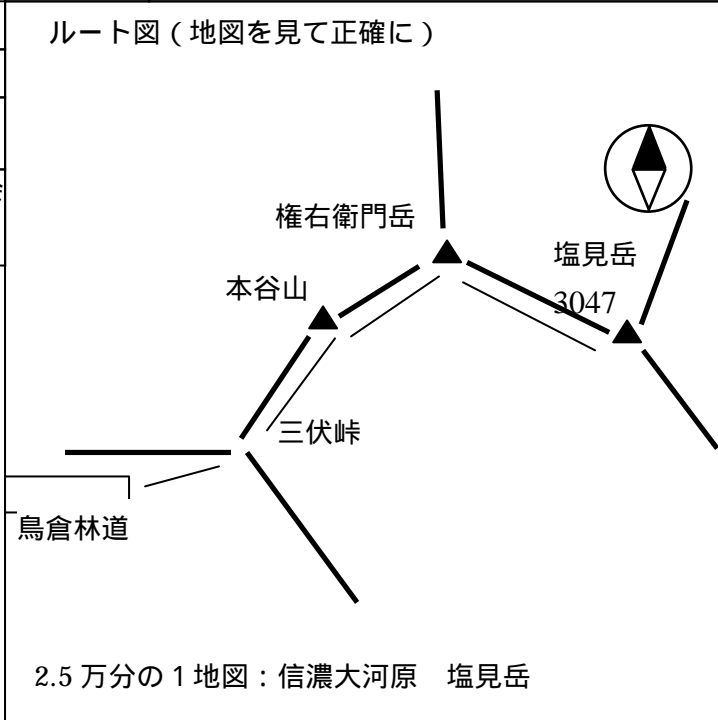 ルート図（地図を見て正確に）
権右衛門岳
塩見岳
本谷山
3047
三伏峠
鳥倉林道
2.5 万分の１地図：信濃大河原　塩見岳